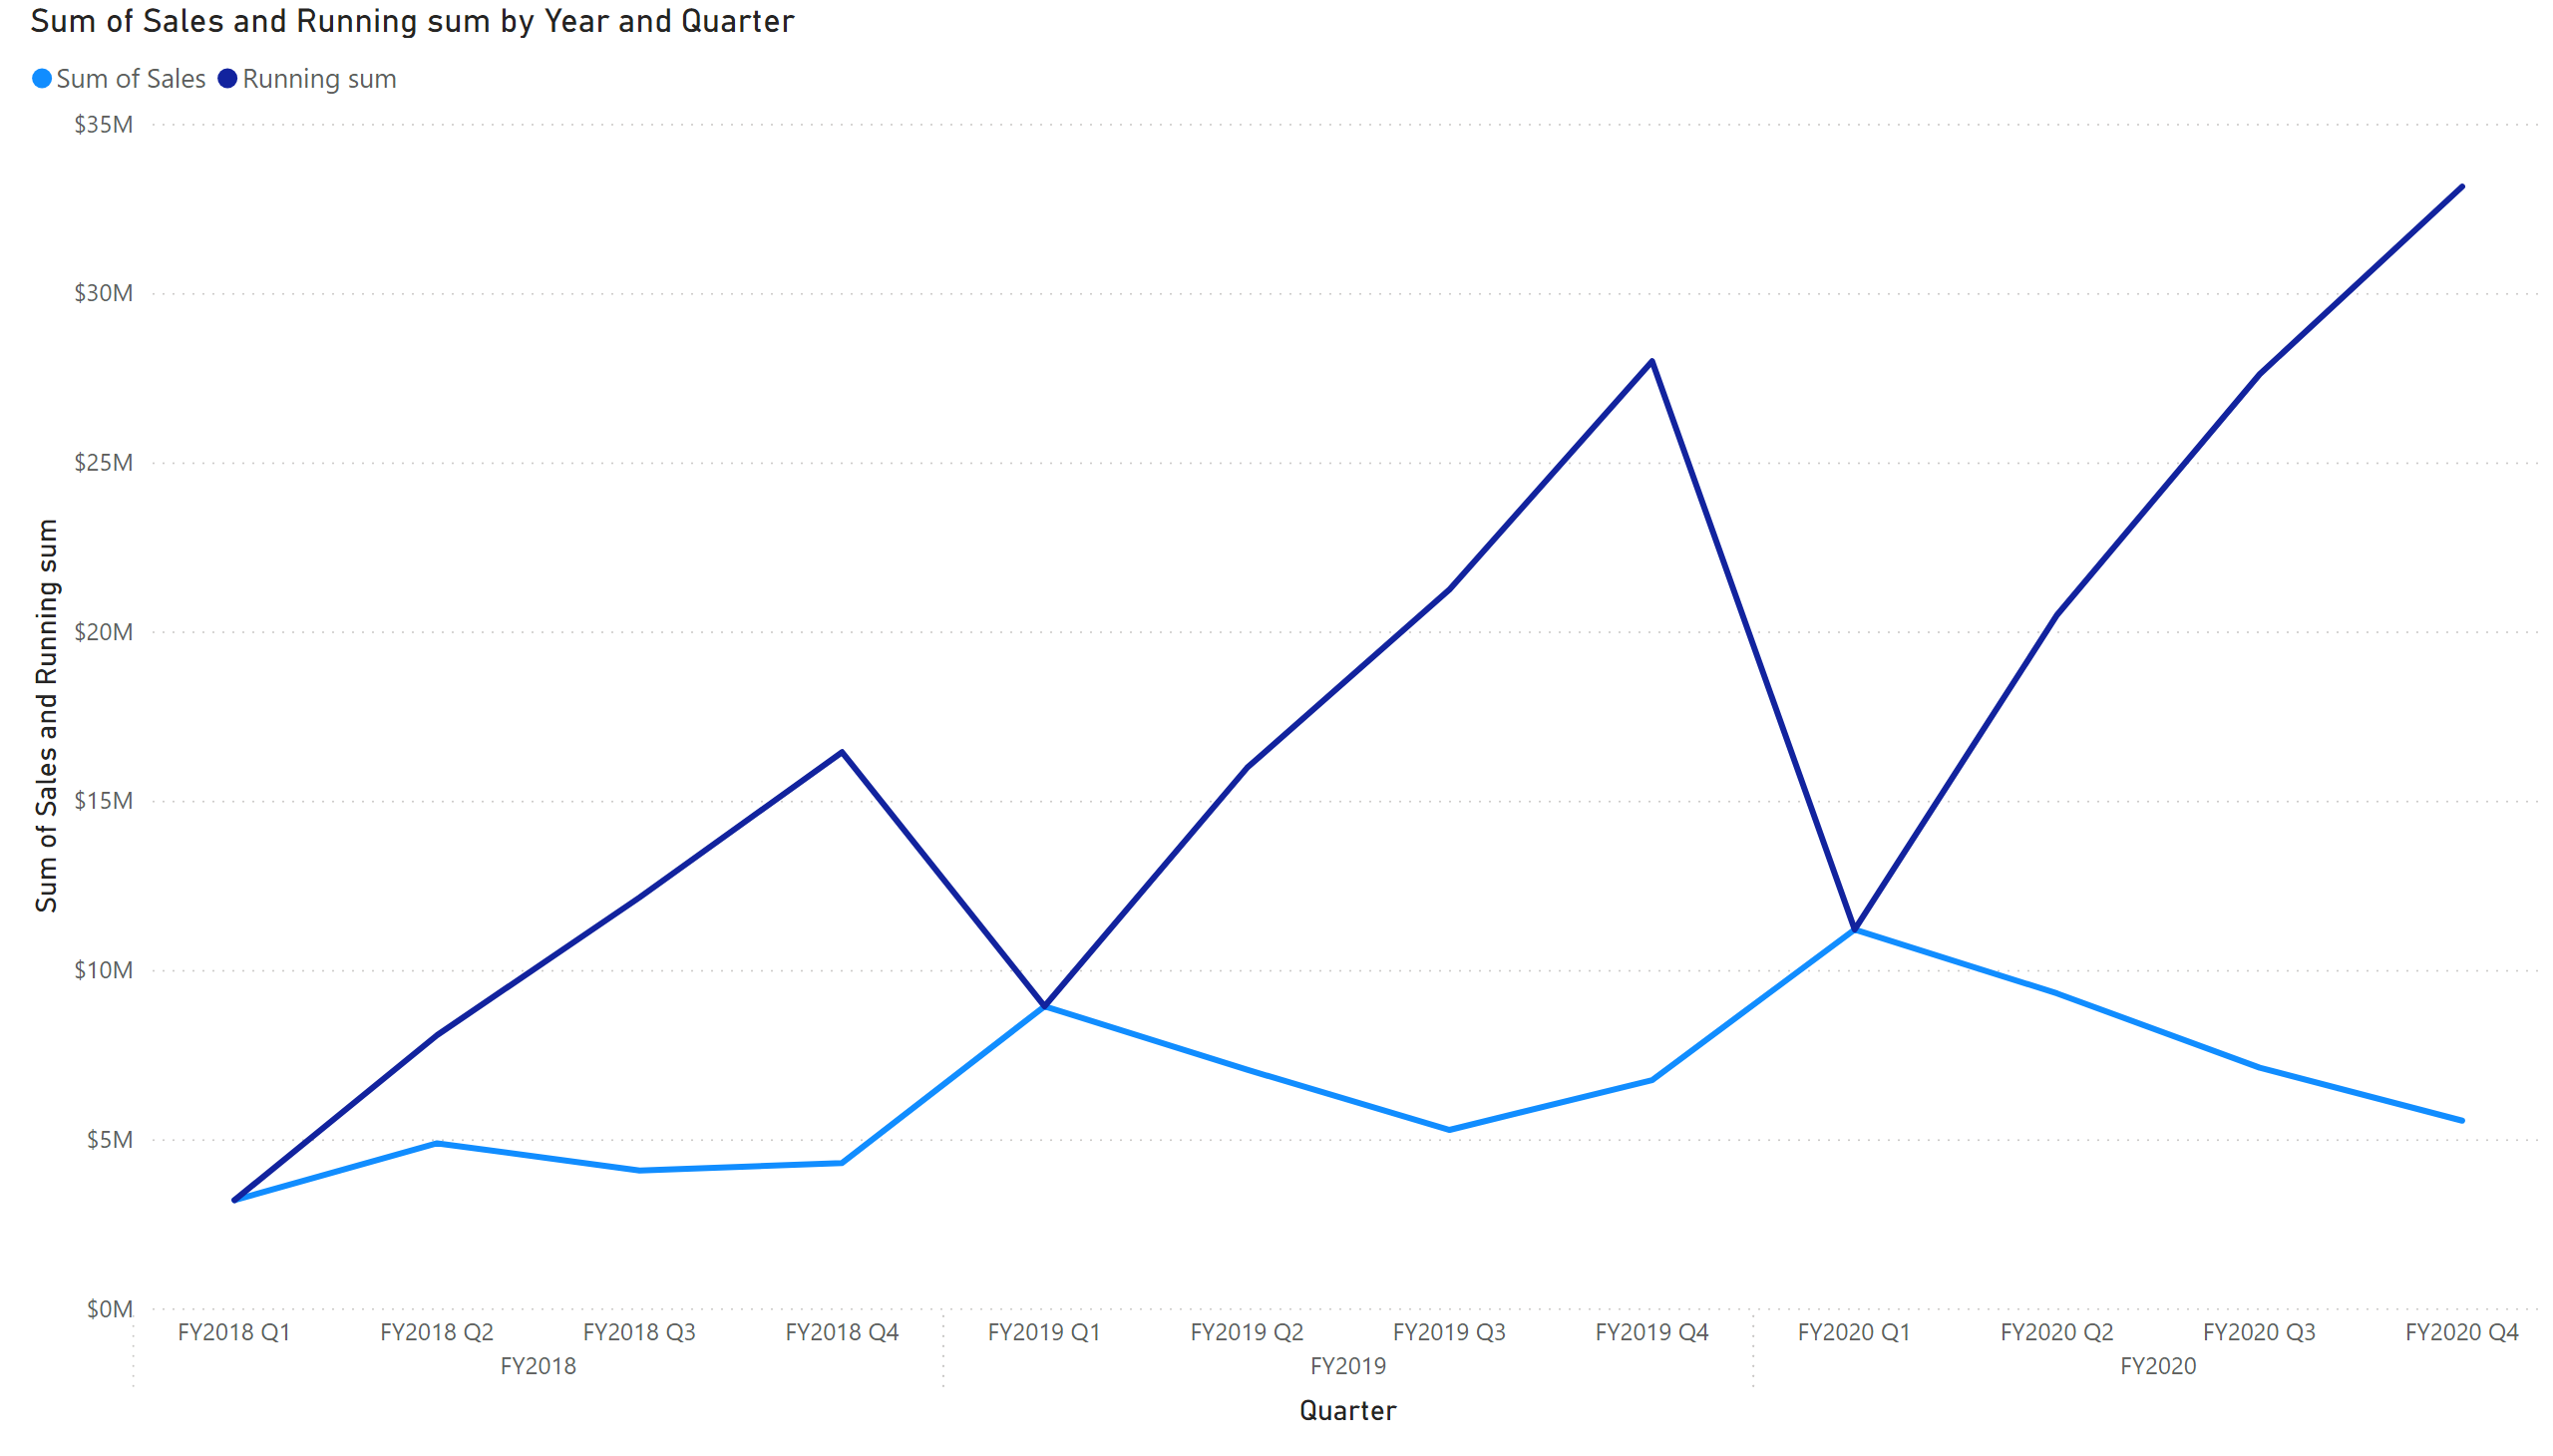 Sum of Sales and Running sum by Year and Quarter
Sum of Sales Running sum
Sum of Sales and Running sum
$35M
$30M
$25M
$20M
$15M
$10M
$5M
$0M
FY2018 Q1 FY2018 Q2 FY2018 Q3 FY2018 Q4 FY2019 Q1 FY2019 Q2 FY2019 Q3 FY2019 Q4 FY2020 Q1 FY2020 Q2 FY2020 Q3 FY2020 Q4
FY2018 FY2019 FY2020
Quarter